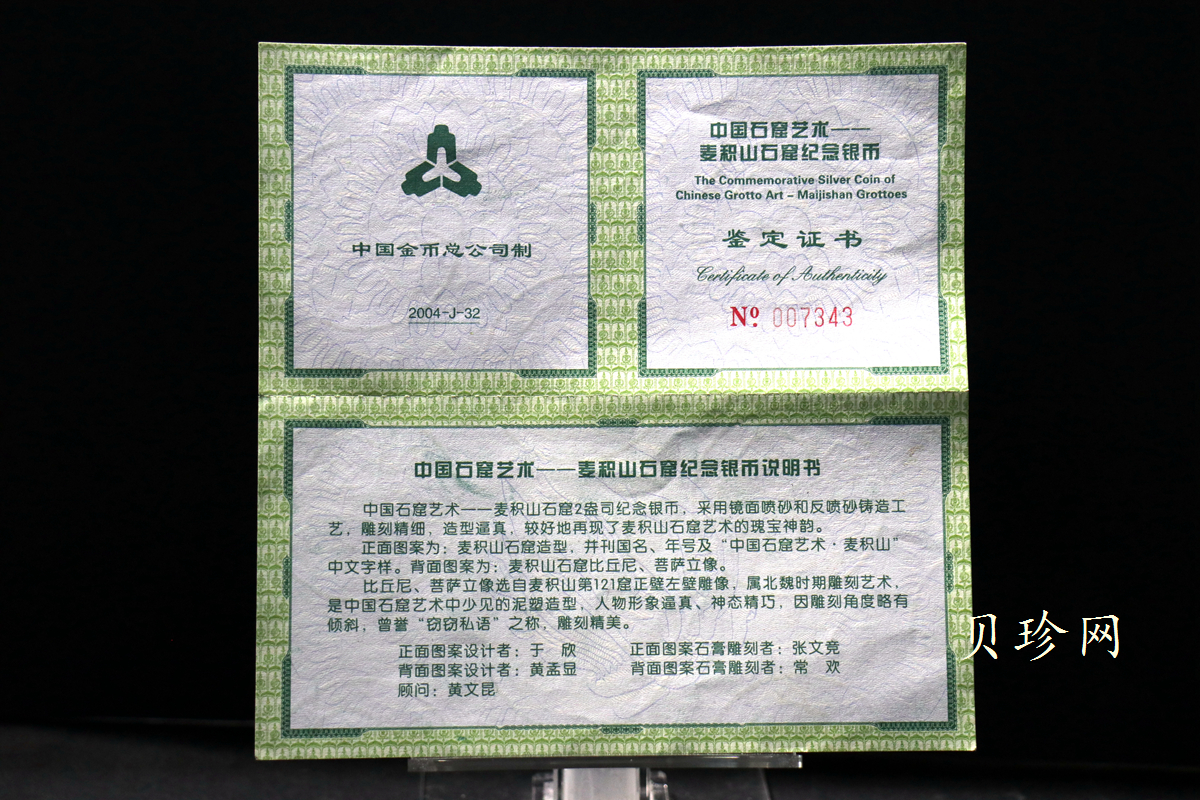 中国金币总公司制
2004-J-32
中国石窟艺术——
麦积山石窟纪念银币
The Commemorative Silver Coin of
Chinese Grotto Art - Maijishan Grottoes
鉴定证书
Certificate of Authenticity
Nº 007343
中国石窟艺术——麦积山石窟纪念银币说明书
中国石窟艺术——麦积山石窟2盎司纪念银币，采用镜面喷砂和反喷砂铸造工
艺，雕刻精细，造型逼真，较好地再现了麦积山石窟艺术的瑰宝神韵。
正面图案为：麦积山石窟造型，并刊国名、年号及“中国石窟艺术·麦积山”
中文字样。背面图案为：麦积山石窟比丘尼、菩萨立像。
比丘尼、菩萨立像选自麦积山第121窟正壁左壁雕像，属北魏时期雕刻艺术，
是中国石窟艺术中少见的泥塑造型，人物形象逼真、神态精巧，因雕刻角度略有
倾斜，曾誉“窃窃私语”之称，雕刻精美。
正面图案设计者：于　欣　　　正面图案石膏雕刻者：张文竞
背面图案设计者：黄孟显　　　背面图案石膏雕刻者：常　欢
顾问：黄文昆
贝珍网